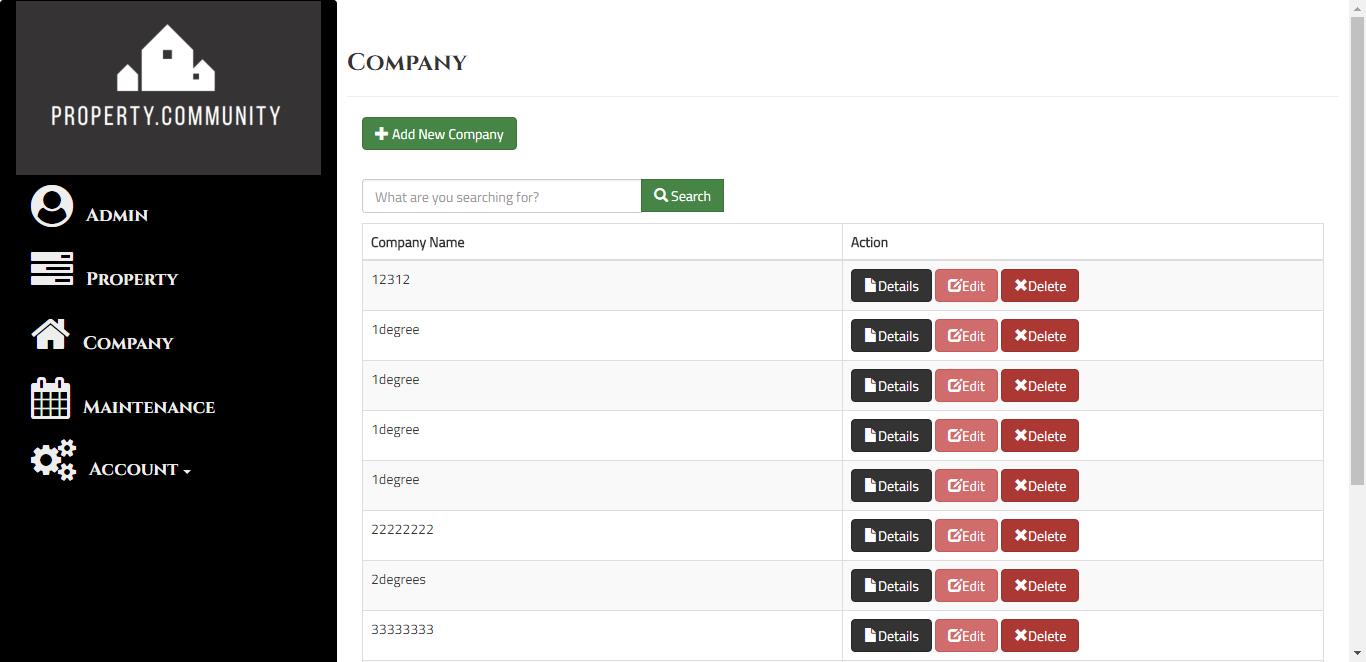 PROPERTY.COMMUNITY
Admin
Property
Company
Maintenance
Account
Company
Add New Company
What are you searching for? Search
Company Name Action
12312 Details Edit Delete
1degree Details Edit Delete
1degree Details Edit Delete
1degree Details Edit Delete
1degree Details Edit Delete
22222222 Details Edit Delete
2degrees Details Edit Delete
33333333 Details Edit Delete